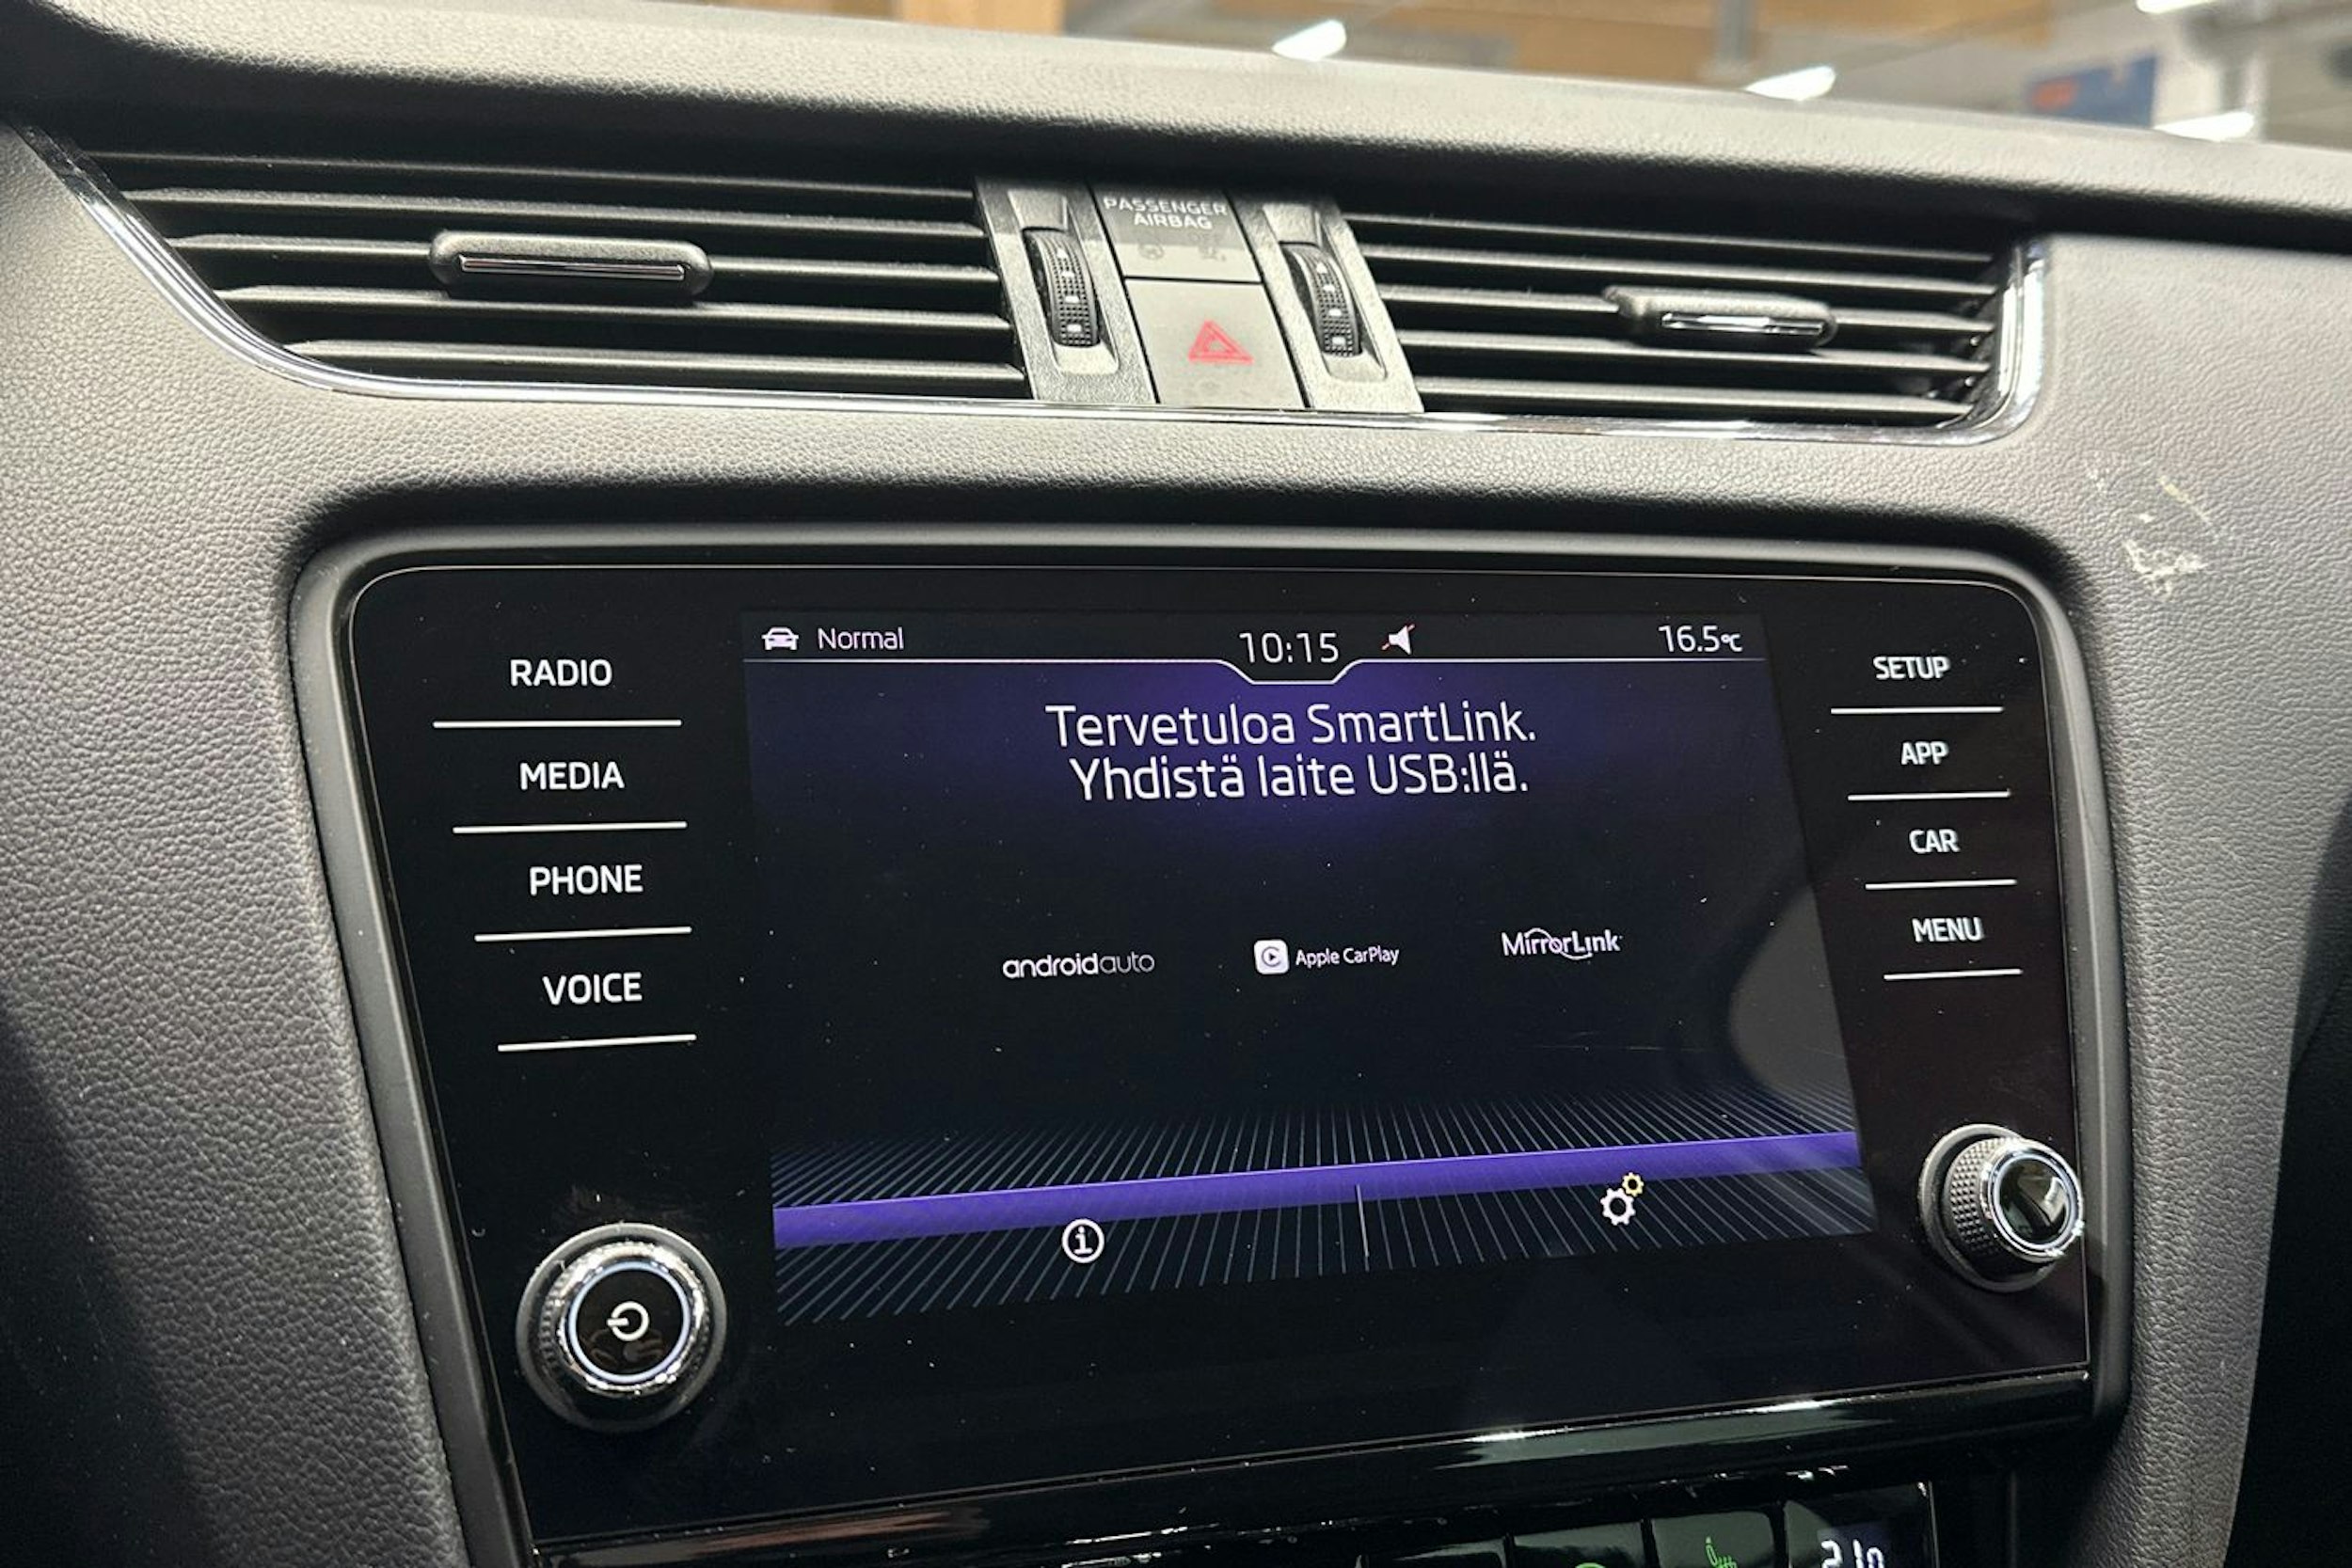 PASSENGER
AIRBAG
RADIO
MEDIA
PHONE
VOICE
Normal
10:15
16.5°C
Tervetuloa SmartLink.
Yhdistä laite USB:llä.
androidauto
Apple CarPlay
MirrorLink
SETUP
APP
CAR
MENU